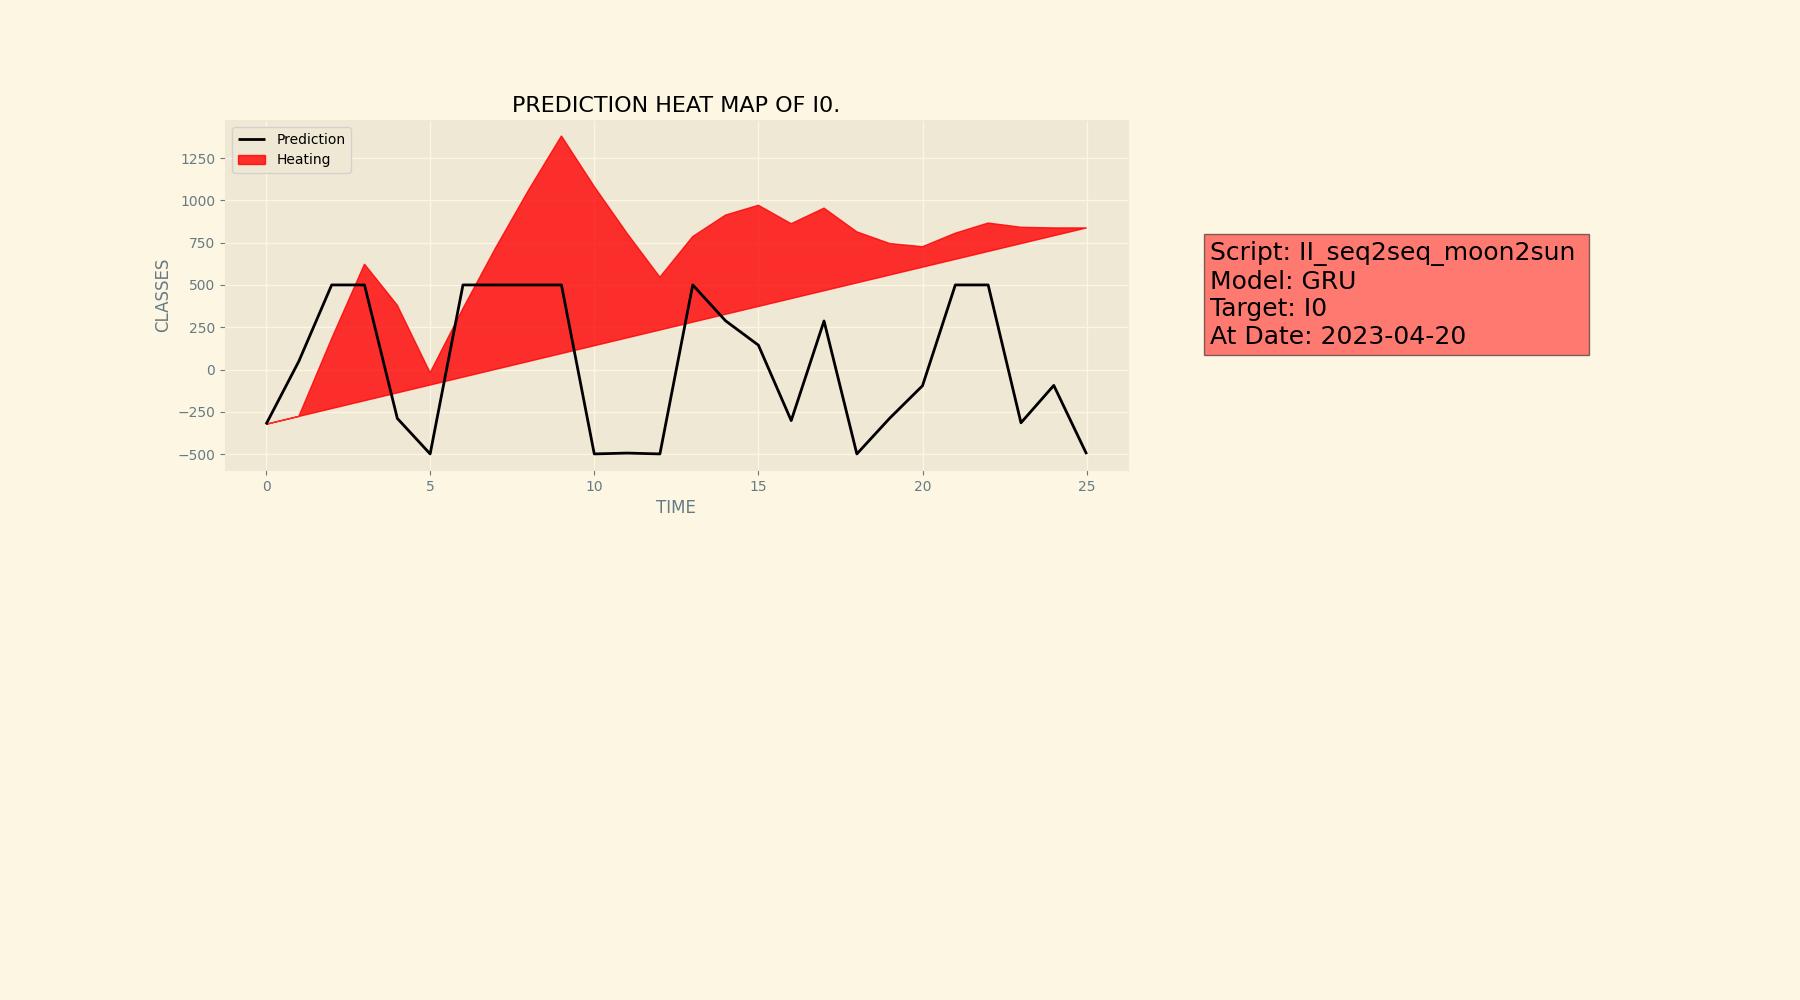 PREDICTION HEAT MAP OF I0.
Prediction
Heating
1250
1000
750
500
250
0
−250
−500
CLASSES
0 5 10 15 20 25
TIME
Script: II_seq2seq_moon2sun
Model: GRU
Target: I0
At Date: 2023-04-20